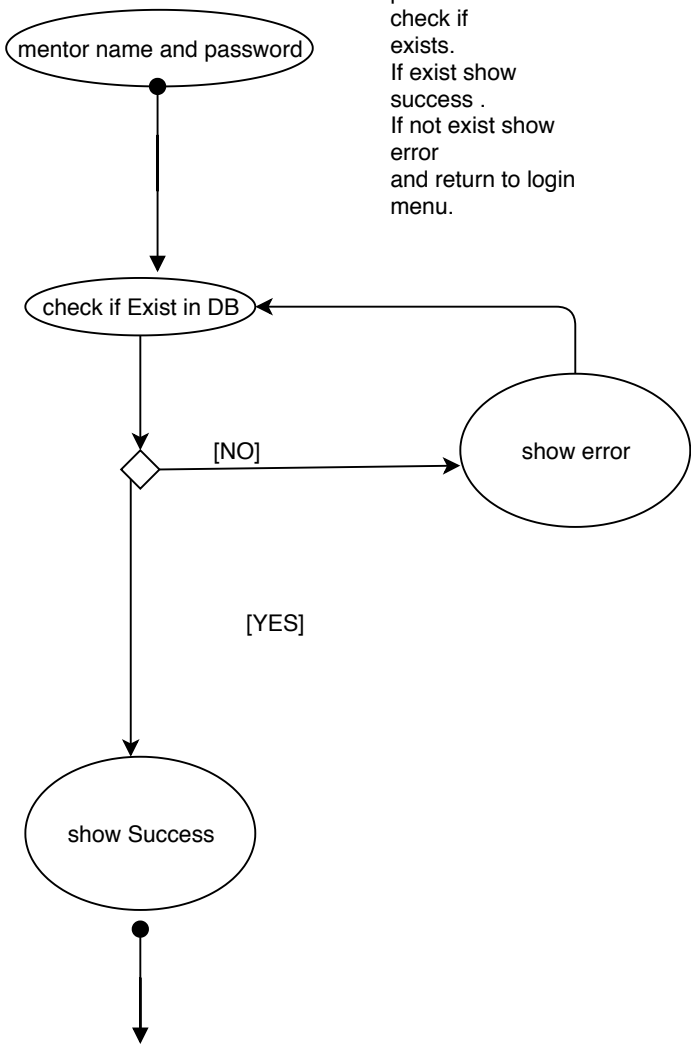 mentor name and password
check if
exists.
If exist show
success .
If not exist show
error
and return to login
menu.
check if Exist in DB
[NO]
show error
[YES]
show Success